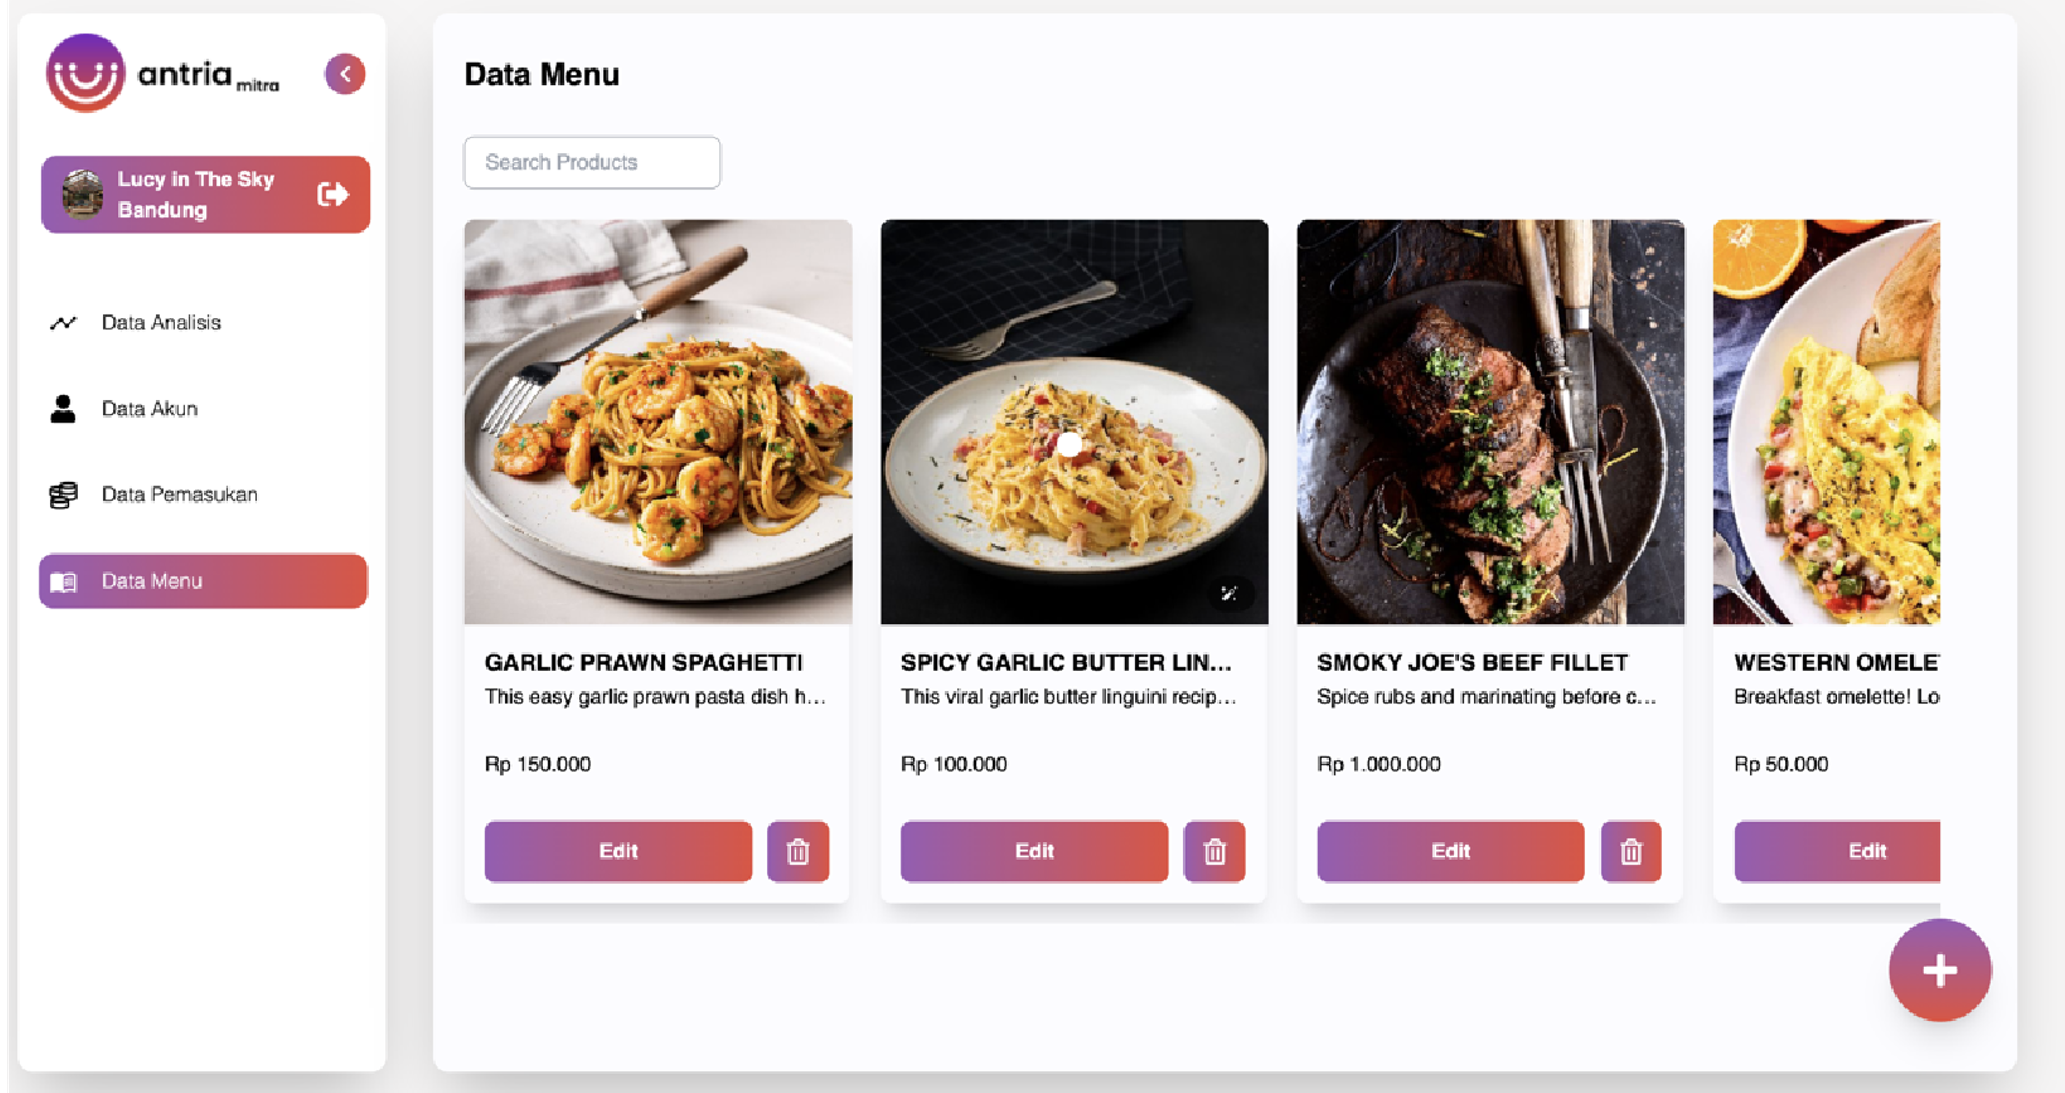 antria mitra
Lucy in The Sky
Bandung
Data Analisis
Data Akun
Data Pemasukan
Data Menu
Data Menu
Search Products
GARLIC PRAWN SPAGHETTI
This easy garlic prawn pasta dish h...
Rp 150.000
Edit
SPICY GARLIC BUTTER LIN...
This viral garlic butter linguini recip...
Rp 100.000
Edit
SMOKY JOE'S BEEF FILLET
Spice rubs and marinating before c...
Rp 1.000.000
Edit
WESTERN OMELE
Breakfast omelette! Lo
Rp 50.000
Edit